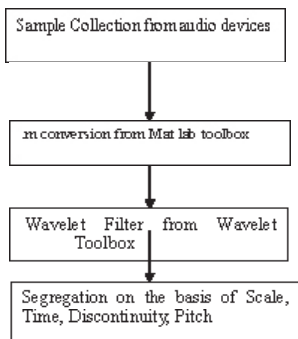 Sample Collection from audio devices
.m conversion from Mat lab toolbox
Wavelet Filter from Wavelet
Toolbox
Segregation on the basis of Scale,
Time, Discontinuity, Pitch